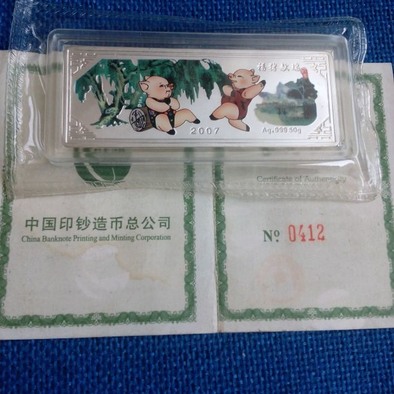 2007
Ag.999 50g
中国印钞造币总公司
China Banknote Printing and Minting Corporation
Certificate of Authenticity
№ 0412